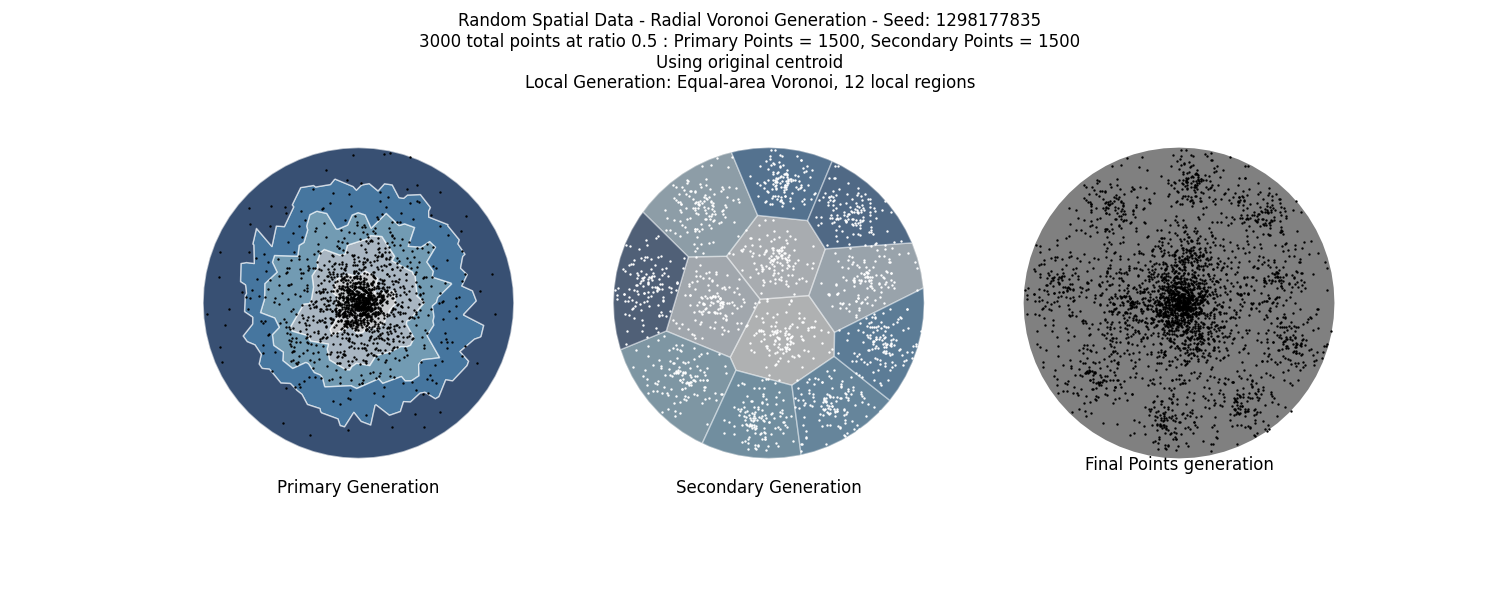 Random Spatial Data - Radial Voronoi Generation - Seed: 1298177835
3000 total points at ratio 0.5 : Primary Points = 1500, Secondary Points = 1500
Using original centroid
Local Generation: Equal-area Voronoi, 12 local regions
Primary Generation
Secondary Generation
Final Points generation